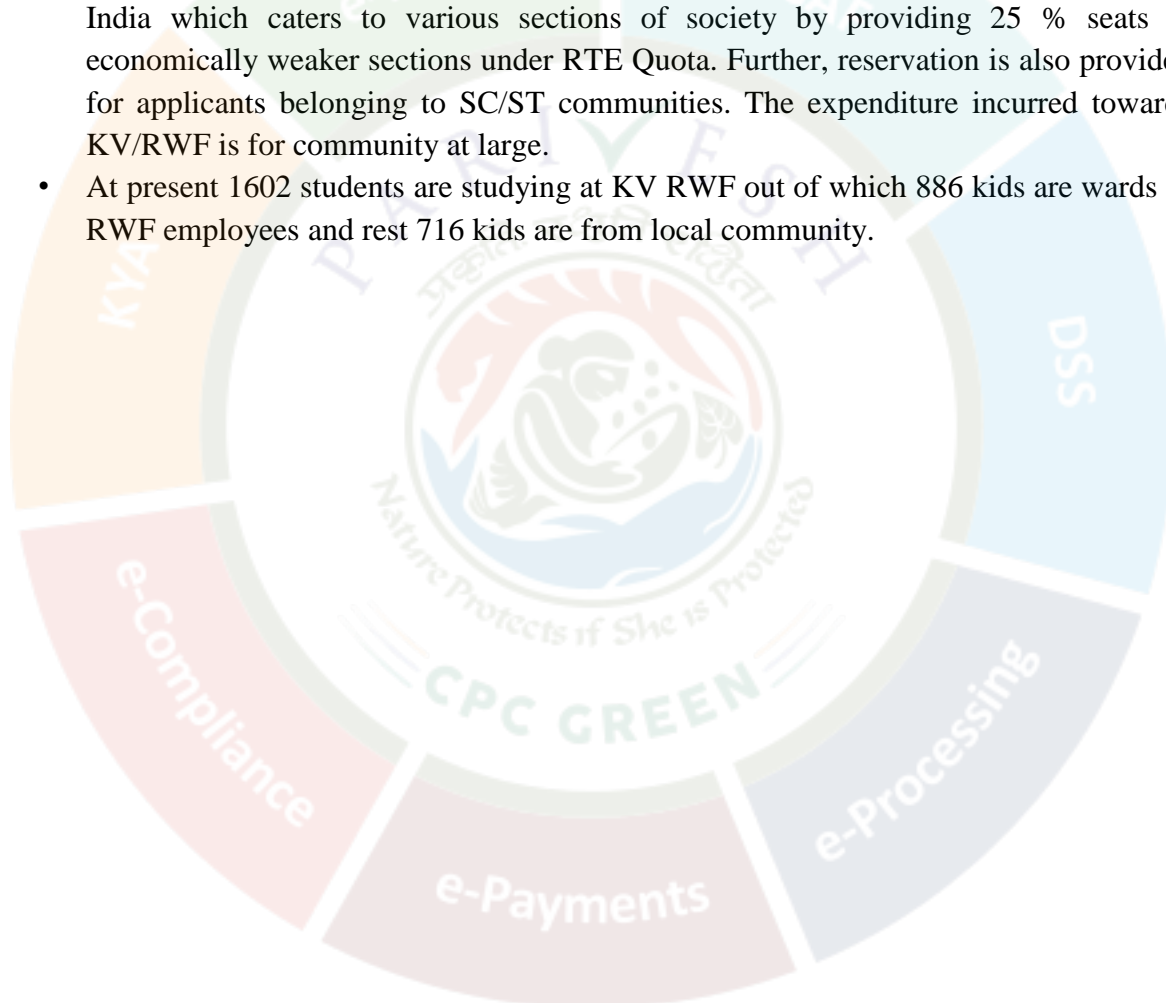 India which caters to various sections of society by providing 25 % seats
economically weaker sections under RTE Quota. Further, reservation is also provide
for applicants belonging to SC/ST communities. The expenditure incurred towar
KV/RWF is for community at large.
• At present 1602 students are studying at KV RWF out of which 886 kids are wards
RWF employees and rest 716 kids are from local community.
PARIVESH
KYA
DSS
Nature Protects if She is Protected
CPC GREEN
e-Compliance
e-Processing
e-Payments